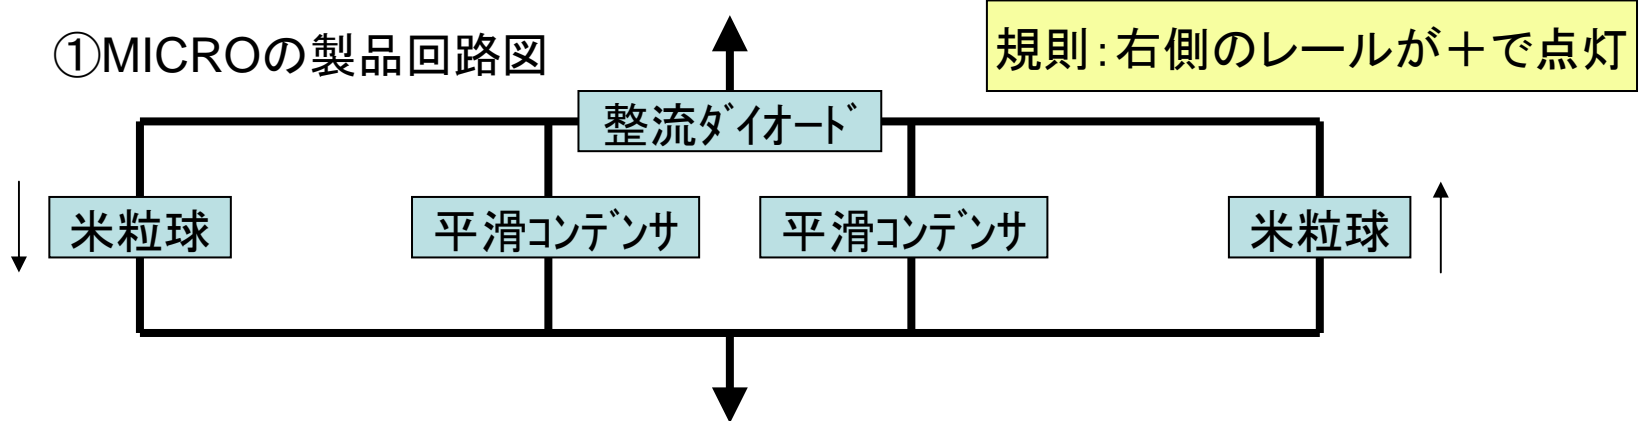 ①MICROの製品回路図
規則：右側のレールが＋で点灯
整流ﾀﾞｲｵｰﾄﾞ
米粒球
平滑ｺﾝﾃﾞﾝｻ
平滑ｺﾝﾃﾞﾝｻ
米粒球